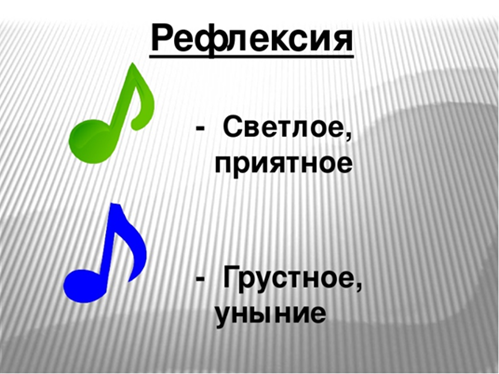 Рефлексия
- Светлое,
приятное
- Грустное,
уныние